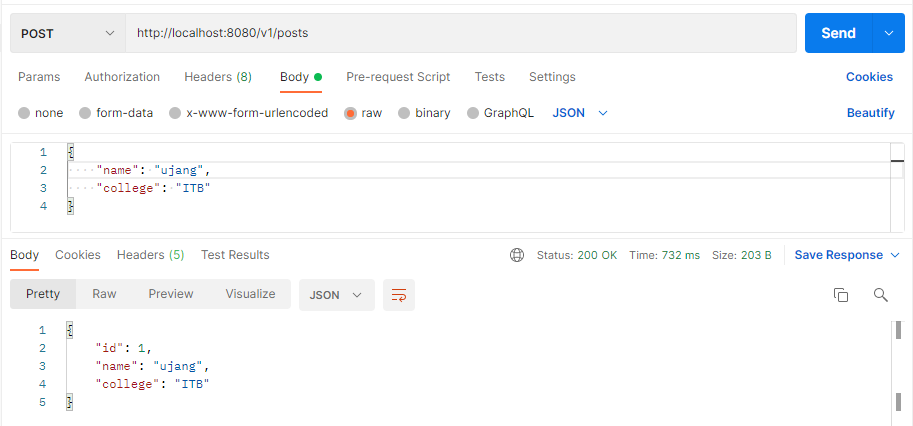 POST http://localhost:8080/v1/posts Send
Params Authorization Headers (8) Body Pre-request Script Tests Settings Cookies
none form-data x-www-form-urlencoded raw binary GraphQL JSON Beautify
1 {
2 "name": "ujang",
3 "college": "ITB"
4 }
Body Cookies Headers (5) Test Results Status: 200 OK Time: 732 ms Size: 203 B Save Response
Pretty Raw Preview Visualize JSON
1 {
2 "id": 1,
3 "name": "ujang",
4 "college": "ITB"
5 }